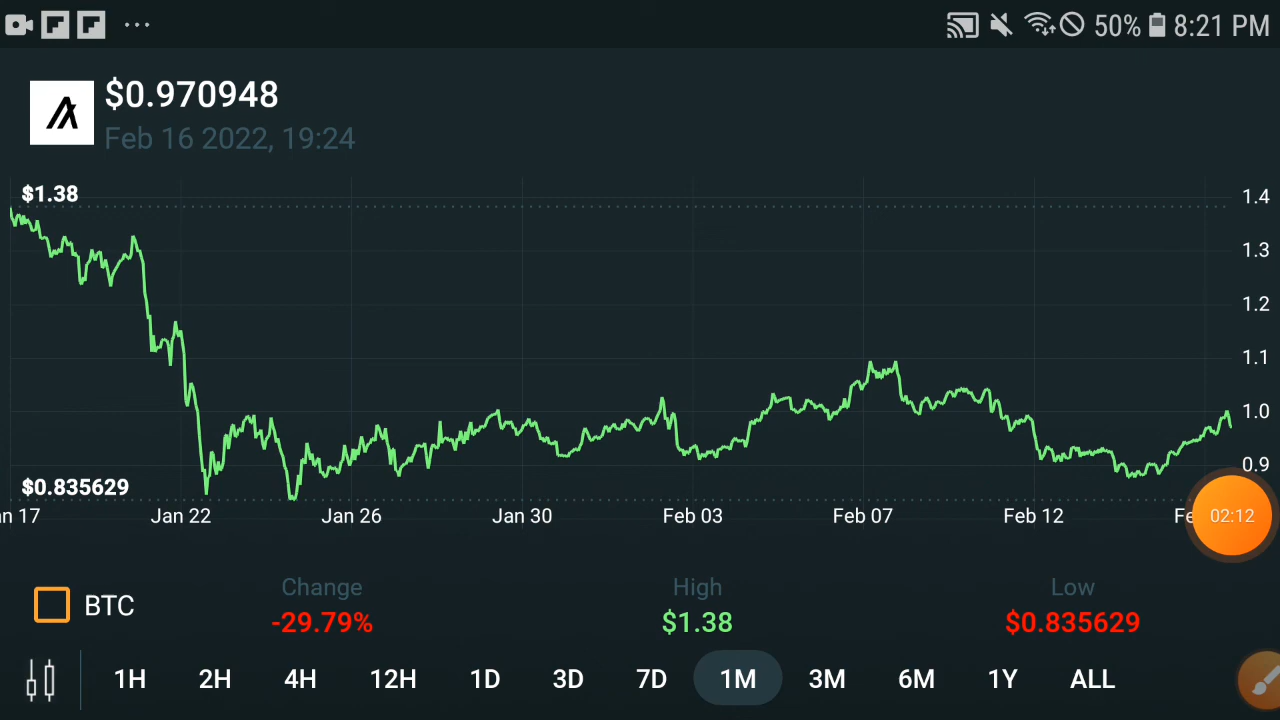 50% 8:21 PM
$0.970948
Feb 16 2022, 19:24
$1.38
1.4
1.3
1.2
1.1
1.0
0.9
$0.835629
n 17 Jan 22 Jan 26 Jan 30 Feb 03 Feb 07 Feb 12 Fe 02:12
BTC
Change High Low
-29.79% $1.38 $0.835629
1H 2H 4H 12H 1D 3D 7D 1M 3M 6M 1Y ALL